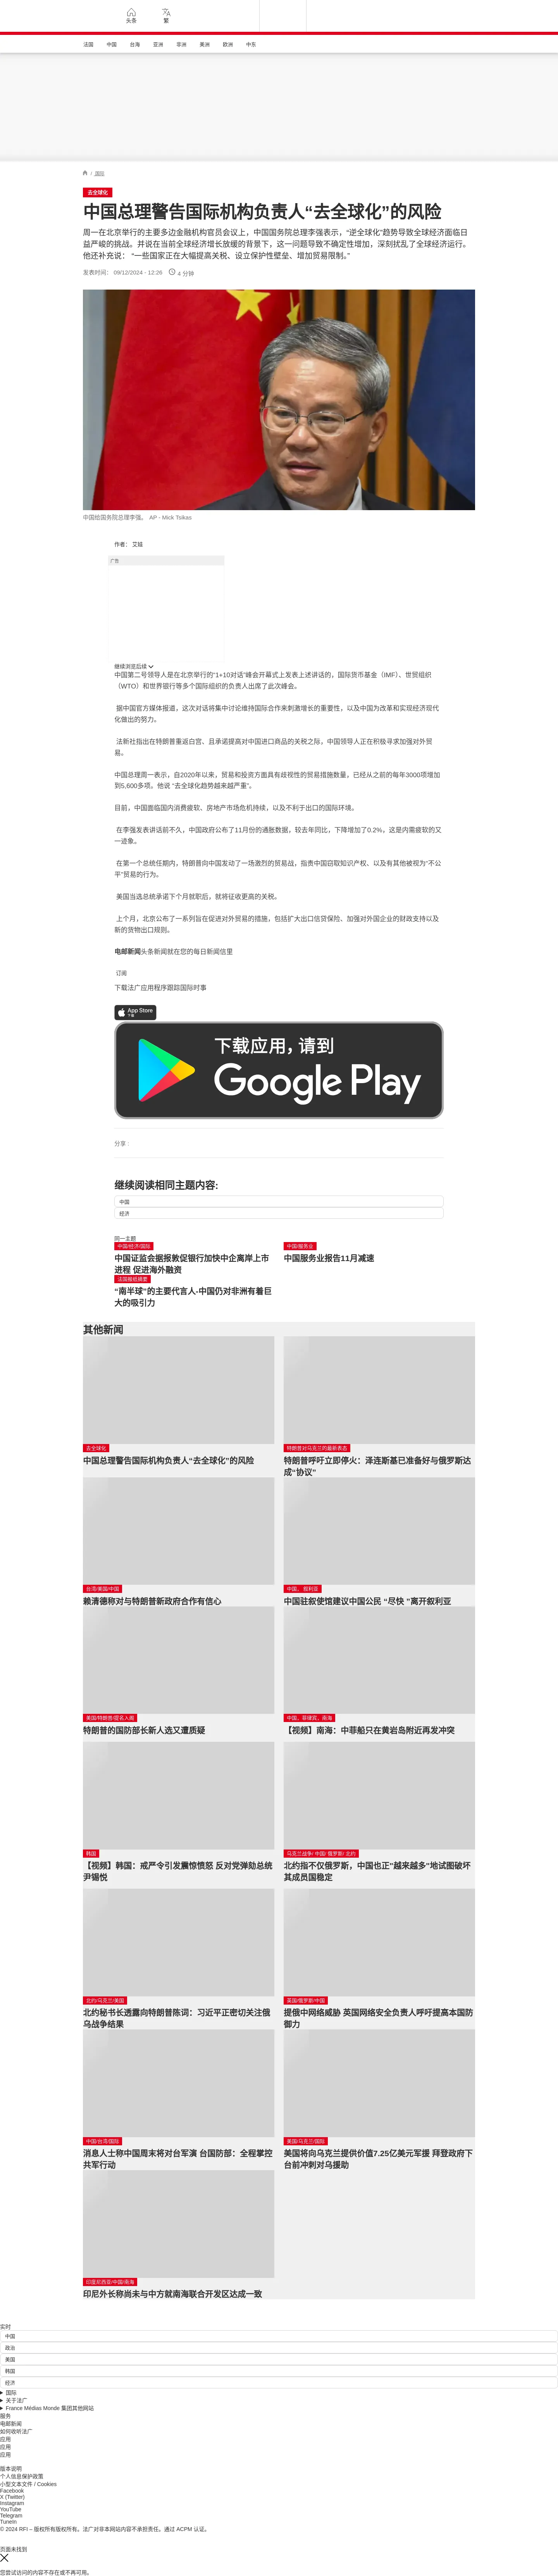 头条
繁
法国
中国
台海
亚洲
非洲
美洲
欧洲
中东
/ 国际
去全球化
中国总理警告国际机构负责人“去全球化”的风险
周一在北京举行的主要多边金融机构官员会议上，中国国务院总理李强表示，“逆全球化”趋势导致全球经济面临日
益严峻的挑战。并说在当前全球经济增长放缓的背景下，这一问题导致不确定性增加，深刻扰乱了全球经济运行。
他还补充说： “一些国家正在大幅提高关税、设立保护性壁垒、增加贸易限制。”
发表时间： 09/12/2024 - 12:26
4 分钟
中国给国务院总理李强。 AP - Mick Tsikas
作者： 艾铭
广告
继续浏览后续
中国第二号领导人是在北京举行的“1+10对话”峰会开幕式上发表上述讲话的，国际货币基金（IMF）、世贸组织
（WTO）和世界银行等多个国际组织的负责人出席了此次峰会。
据中国官方媒体报道，这次对话将集中讨论维持国际合作来刺激增长的重要性，以及中国为改革和实现经济现代
化做出的努力。
法新社指出在特朗普重返白宫、且承诺提高对中国进口商品的关税之际，中国领导人正在积极寻求加强对外贸
易。
中国总理周一表示，自2020年以来，贸易和投资方面具有歧视性的贸易措施数量，已经从之前的每年3000项增加
到5,600多项。他说 “去全球化趋势越来越严重”。
目前，中国面临国内消费疲软、房地产市场危机持续，以及不利于出口的国际环境。
在李强发表讲话前不久，中国政府公布了11月份的通胀数据，较去年同比，下降增加了0.2%，这是内需疲软的又
一迹象。
在第一个总统任期内，特朗普向中国发动了一场激烈的贸易战，指责中国窃取知识产权、以及有其他被视为“不公
平”贸易的行为。
美国当选总统承诺下个月就职后，就将征收更高的关税。
上个月，北京公布了一系列旨在促进对外贸易的措施，包括扩大出口信贷保险、加强对外国企业的财政支持以及
新的货物出口规则。
电邮新闻头条新闻就在您的每日新闻信里
订阅
下载法广应用程序跟踪国际时事
App Store
下载
下载应用，请到
Google Play
分享 :
继续阅读相同主题内容:
中国
经济
同一主题
中国/经济/国际
中国证监会据报敦促银行加快中企离岸上市
进程 促进海外融资
中国/服务业
中国服务业报告11月减速
法国报纸摘要
“南半球”的主要代言人-中国仍对非洲有着巨
大的吸引力
其他新闻
去全球化
中国总理警告国际机构负责人“去全球化”的风险
特朗普对乌克兰的最新表态
特朗普呼吁立即停火：泽连斯基已准备好与俄罗斯达
成“协议”
台湾/美国/中国
赖清德称对与特朗普新政府合作有信心
中国、 叙利亚
中国驻叙使馆建议中国公民 “尽快 ”离开叙利亚
美国/特朗普/提名人阁
特朗普的国防部长新人选又遭质疑
中国，菲律宾，南海
【视频】南海：中菲船只在黄岩岛附近再发冲突
韩国
【视频】韩国：戒严令引发震惊愤怒 反对党弹劾总统
尹锡悦
乌克兰战争/ 中国/ 俄罗斯/ 北约
北约指不仅俄罗斯，中国也正“越来越多”地试图破坏
其成员国稳定
北约/乌克兰/美国
北约秘书长透露向特朗普陈词：习近平正密切关注俄
乌战争结果
英国/俄罗斯/中国
提俄中网络威胁 英国网络安全负责人呼吁提高本国防
御力
中国/台湾/国际
消息人士称中国周末将对台军演 台国防部：全程掌控
共军行动
美国/乌克兰/国际
美国将向乌克兰提供价值7.25亿美元军援 拜登政府下
台前冲刺对乌援助
印度尼西亚/中国/南海
印尼外长称尚未与中方就南海联合开发区达成一致
实时
中国
政治
美国
韩国
经济
国际
关于法广
France Médias Monde 集团其他网站
服务
电邮新闻
如何收听法广
应用
应用
应用
版本说明
个人信息保护政策
小型文本文件 / Cookies
Facebook
X (Twitter)
Instagram
YouTube
Telegram
TuneIn
© 2024 RFI – 版权所有版权所有。法广对非本网站内容不承担责任。通过 ACPM 认证。
页面未找到
您尝试访问的内容不存在或不再可用。